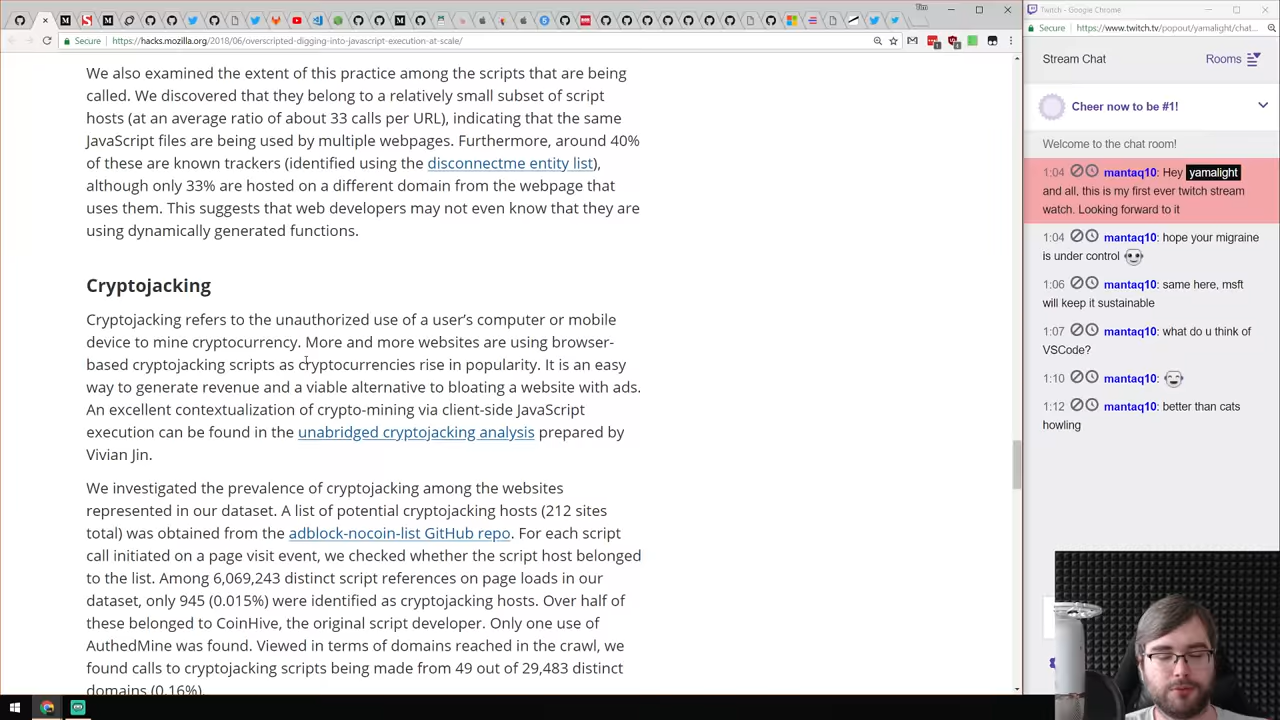 Tim
Secure
https://hacks.mozilla.org/2018/06/overscripted-digging-into-javascript-execution-at-scale/
We also examined the extent of this practice among the scripts that are being
called. We discovered that they belong to a relatively small subset of script
hosts (at an average ratio of about 33 calls per URL), indicating that the same
JavaScript files are being used by multiple webpages. Furthermore, around 40%
of these are known trackers (identified using the disconnectme entity list),
although only 33% are hosted on a different domain from the webpage that
uses them. This suggests that web developers may not even know that they are
using dynamically generated functions.
Cryptojacking
Cryptojacking refers to the unauthorized use of a user's computer or mobile
device to mine cryptocurrency. More and more websites are using browser-
based cryptojacking scripts as cryptocurrencies rise in popularity. It is an easy
way to generate revenue and a viable alternative to bloating a website with ads.
An excellent contextualization of crypto-mining via client-side JavaScript
execution can be found in the unabridged cryptojacking analysis prepared by
Vivian Jin.
We investigated the prevalence of cryptojacking among the websites
represented in our dataset. A list of potential cryptojacking hosts (212 sites
total) was obtained from the adblock-nocoin-list GitHub repo. For each script
call initiated on a page visit event, we checked whether the script host belonged
to the list. Among 6,069,243 distinct script references on page loads in our
dataset, only 945 (0.015%) were identified as cryptojacking hosts. Over half of
these belonged to CoinHive, the original script developer. Only one use of
AuthedMine was found. Viewed in terms of domains reached in the crawl, we
found calls to cryptojacking scripts being made from 49 out of 29,483 distinct
domains (0.16%).
Twitch - Google Chrome
Secure
https://www.twitch.tv/popout/yamalight/chat...
Stream Chat
Rooms
Cheer now to be #1!
Welcome to the chat room!
1:04 mantaq10: Hey yamalight
and all, this is my first ever twitch stream
watch. Looking forward to it
1:04 mantaq10: hope your migraine
is under control
1:06 mantaq10: same here, msft
will keep it sustainable
1:07 mantaq10: what do u think of
VSCode?
1:10 mantaq10:
1:12 mantaq10: better than cats
howling